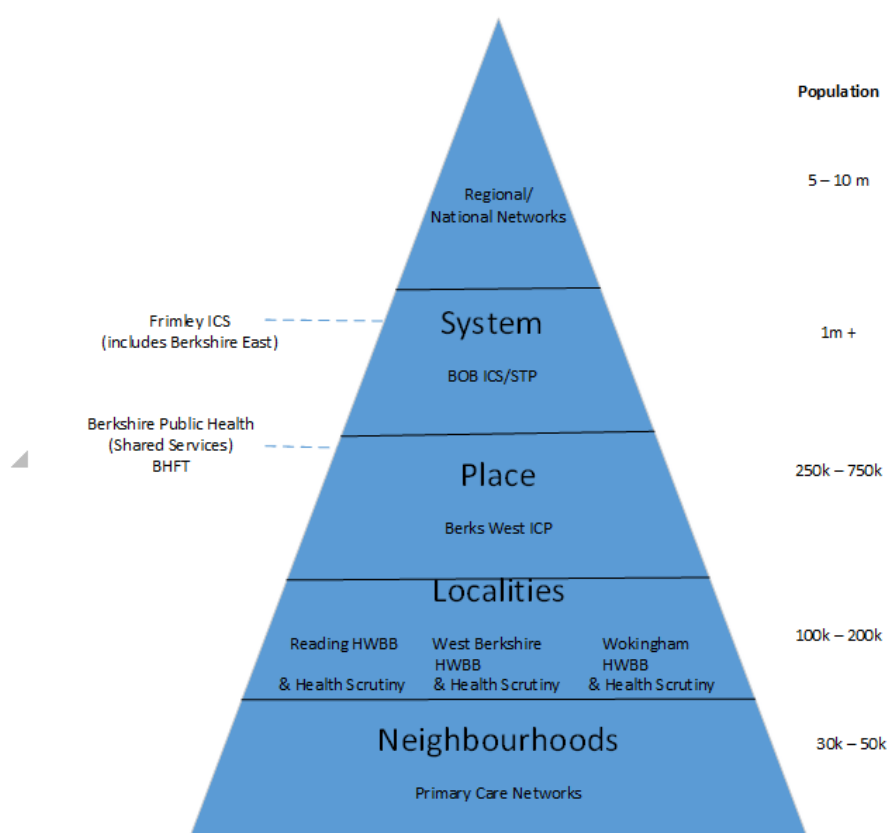 Population
5 – 10 m
Regional/
National Networks
Frimley ICS
(includes Berkshire East)
System
1m +
BOB ICS/STP
Berkshire Public Health
(Shared Services)
BHFT
Place
250k – 750k
Berks West ICP
Localities
100k – 200k
Reading HWBB
& Health Scrutiny
West Berkshire
HWBB
& Health Scrutiny
Wokingham
HWBB
& Health Scrutiny
Neighbourhoods
30k – 50k
Primary Care Networks